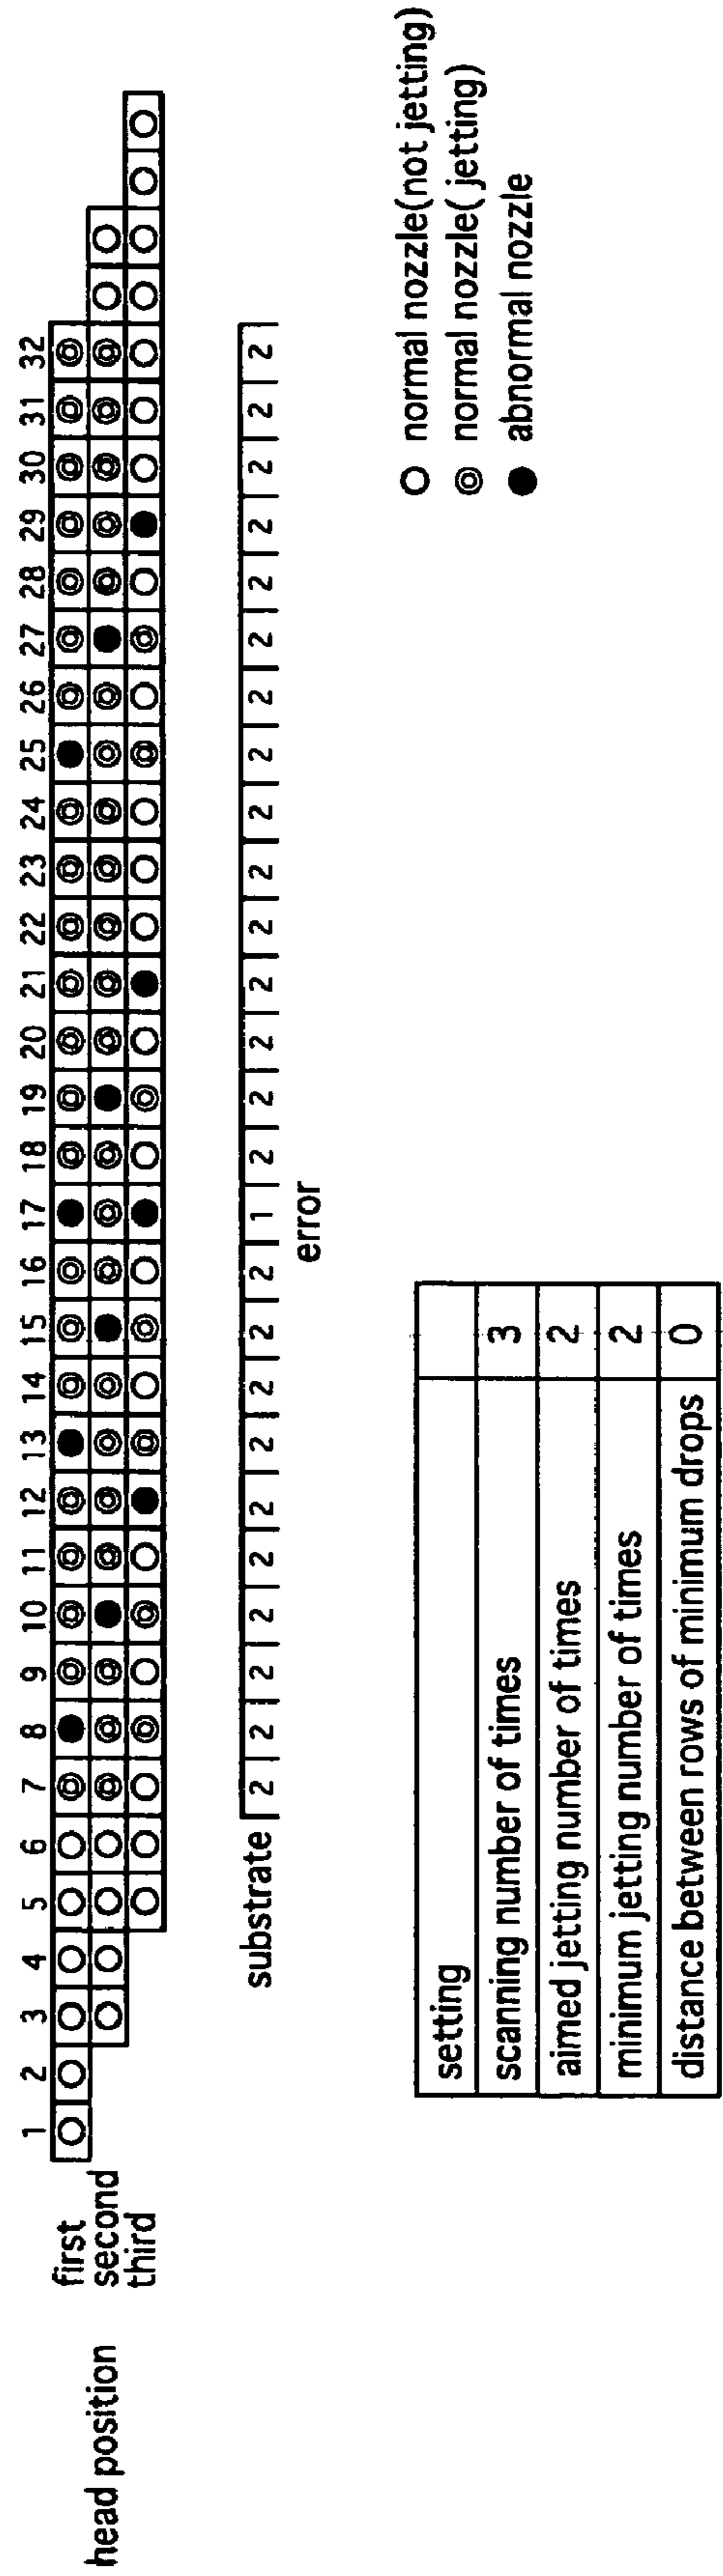 1 2 3 4 5 6 7 8 9 10 11 12 13 14 15 16 17 18 19 20 21 22 23 24 25 26 27 28 29 30 31 32
head position
first
second
third
substrate 2 2 2 2 2 2 2 2 2 2 1 2 2 2 2 2 2 2 2 2 2 2 2 2 2 2
error
setting
scanning number of times 3
aimed jetting number of times 2
minimum jetting number of times 2
distance between rows of minimum drops 0
normal nozzle(not jetting)
normal nozzle( jetting)
abnormal nozzle